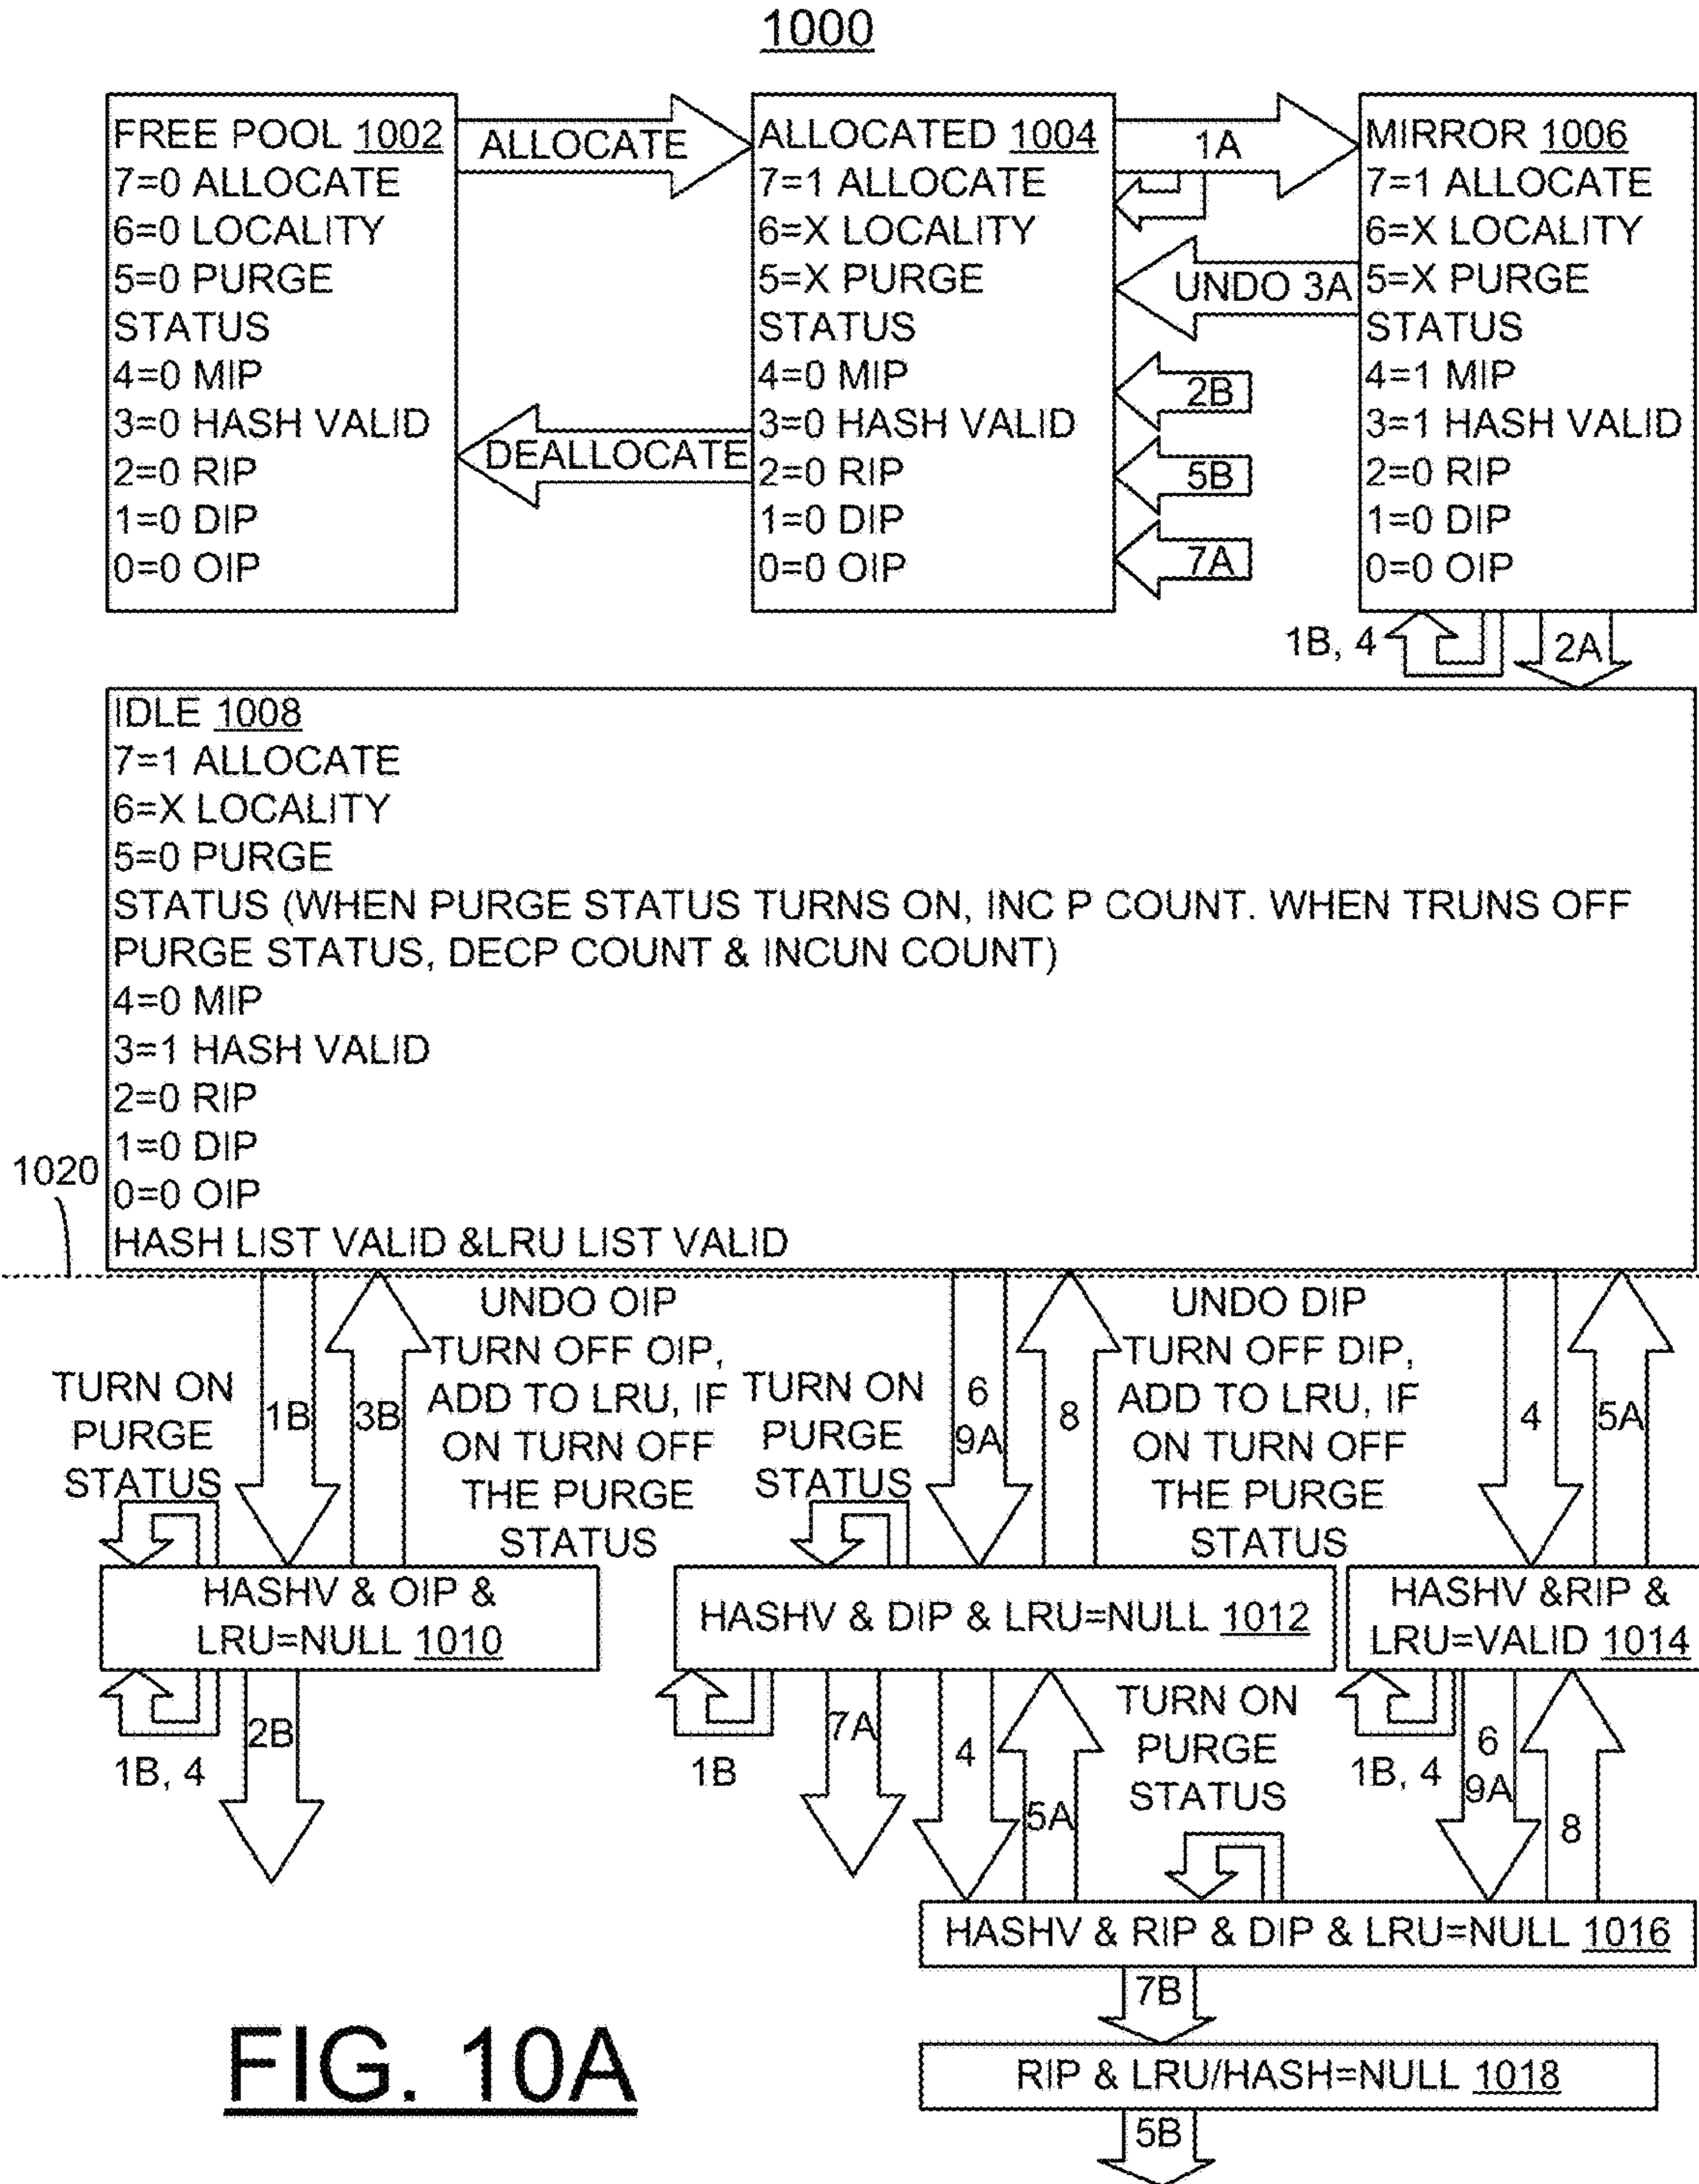 1000
FREE POOL 1002
7=0 ALLOCATE
6=0 LOCALITY
5=0 PURGE
STATUS
4=0 MIP
3=0 HASH VALID
2=0 RIP
1=0 DIP
0=0 OIP
ALLOCATE
DEALLOCATE
ALLOCATED 1004
7=1 ALLOCATE
6=X LOCALITY
5=X PURGE
STATUS
4=0 MIP
3=0 HASH VALID
2=0 RIP
1=0 DIP
0=0 OIP
1A
UNDO 3A
2B
5B
7A
MIRROR 1006
7=1 ALLOCATE
6=X LOCALITY
5=X PURGE
STATUS
4=1 MIP
3=1 HASH VALID
2=0 RIP
1=0 DIP
0=0 OIP
1B, 4
2A
IDLE 1008
7=1 ALLOCATE
6=X LOCALITY
5=0 PURGE
STATUS (WHEN PURGE STATUS TURNS ON, INC P COUNT. WHEN TRUNS OFF
PURGE STATUS, DECP COUNT & INCUN COUNT)
4=0 MIP
3=1 HASH VALID
2=0 RIP
1=0 DIP
0=0 OIP
HASH LIST VALID &LRU LIST VALID
1020
TURN ON
PURGE
STATUS
1B
3B
UNDO OIP
TURN OFF OIP,
ADD TO LRU, IF
ON TURN OFF
THE PURGE
STATUS
TURN ON
PURGE
STATUS
6
9A
8
UNDO DIP
TURN OFF DIP,
ADD TO LRU, IF
ON TURN OFF
THE PURGE
STATUS
4
5A
HASHV & OIP &
LRU=NULL 1010
HASHV & DIP & LRU=NULL 1012
HASHV &RIP &
LRU=VALID 1014
1B, 4
2B
1B
7A
4
5A
TURN ON
PURGE
STATUS
1B, 4
6
9A
8
HASHV & RIP & DIP & LRU=NULL 1016
7B
RIP & LRU/HASH=NULL 1018
5B
FIG. 10A